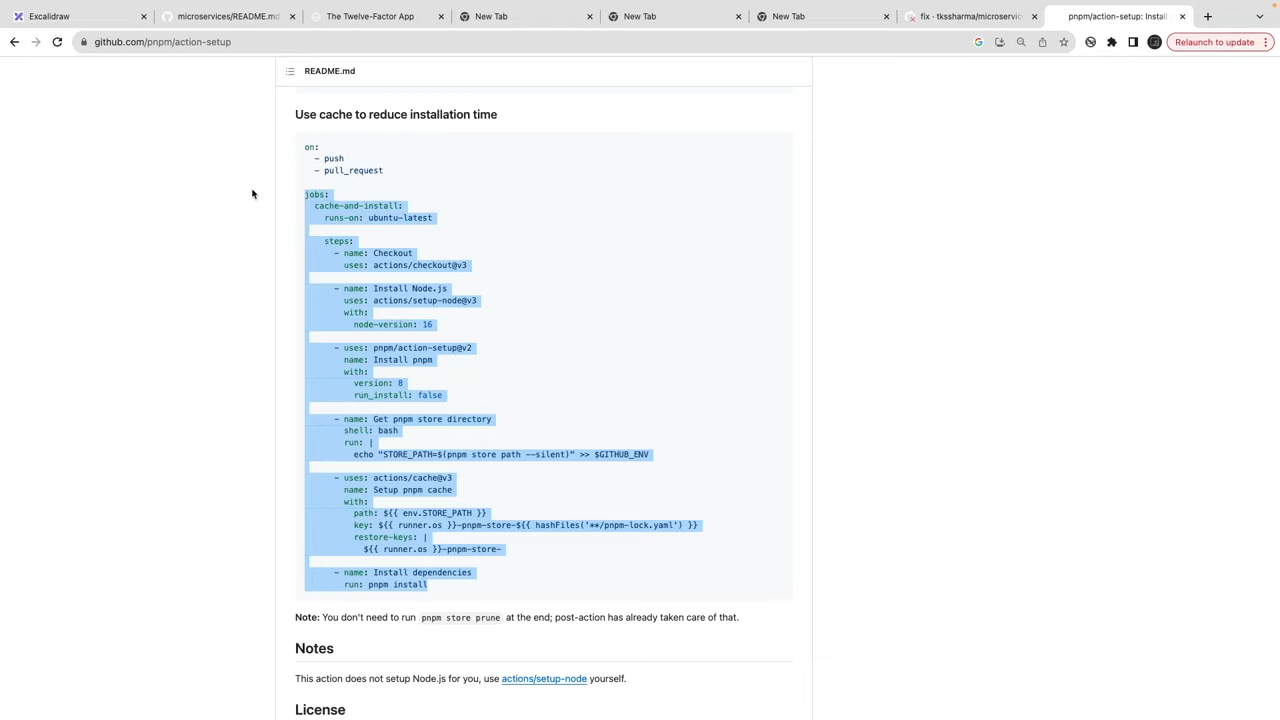 Excalidraw
microservices/README.md
The Twelve-Factor App
New Tab
New Tab
New Tab
fix · tkssharma/microservic
pnpm/action-setup: Install
github.com/pnpm/action-setup
Relaunch to update
README.md
Use cache to reduce installation time
on:
  - push
  - pull_request
jobs:
  cache-and-install:
    runs-on: ubuntu-latest
    steps:
      - name: Checkout
        uses: actions/checkout@v3
      - name: Install Node.js
        uses: actions/setup-node@v3
        with:
          node-version: 16
      - uses: pnpm/action-setup@v2
        name: Install pnpm
        with:
          version: 8
          run_install: false
      - name: Get pnpm store directory
        shell: bash
        run: |
          echo "STORE_PATH=$(pnpm store path --silent)" >> $GITHUB_ENV
      - uses: actions/cache@v3
        name: Setup pnpm cache
        with:
          path: ${{ env.STORE_PATH }}
          key: ${{ runner.os }}-pnpm-store-${{ hashFiles('**/pnpm-lock.yaml') }}
          restore-keys: |
            ${{ runner.os }}-pnpm-store-
      - name: Install dependencies
        run: pnpm install
Note: You don't need to run pnpm store prune at the end; post-action has already taken care of that.
Notes
This action does not setup Node.js for you, use actions/setup-node yourself.
License